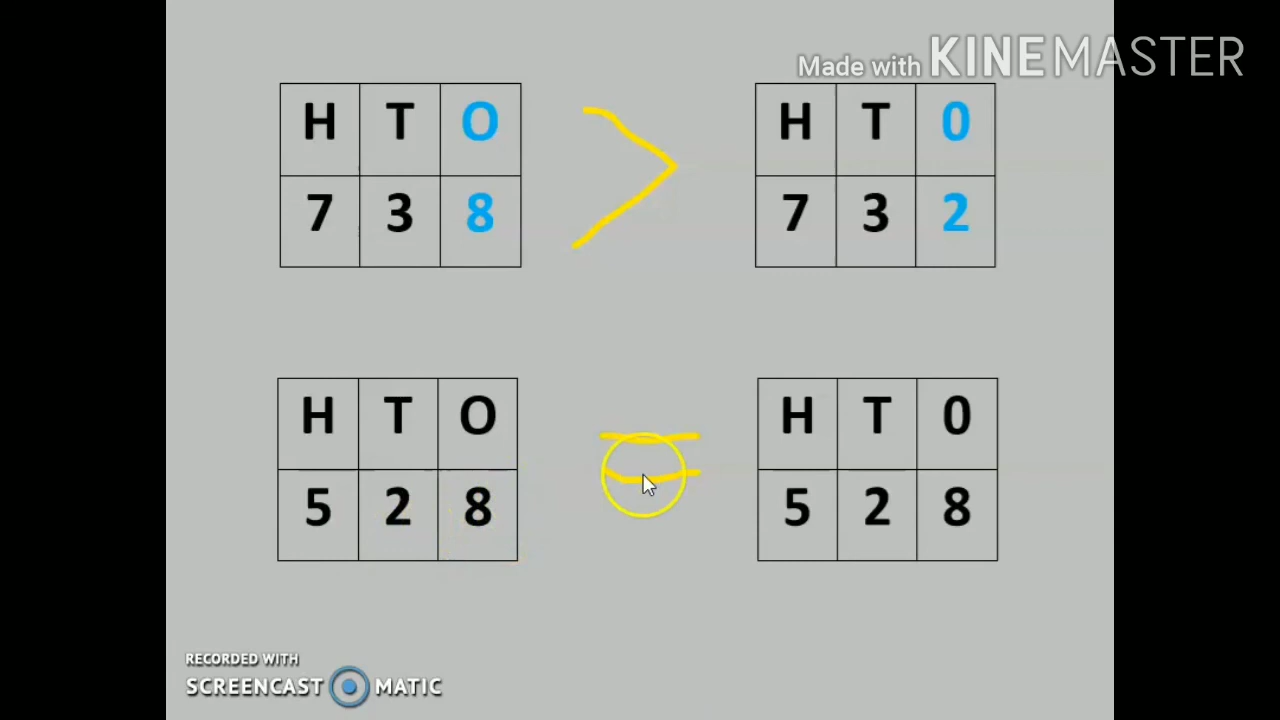 Made with KINEMASTER
H T O > H T 0
7 3 8 7 3 2
H T O = H T 0
5 2 8 5 2 8
RECORDED WITH
SCREENCAST MATIC